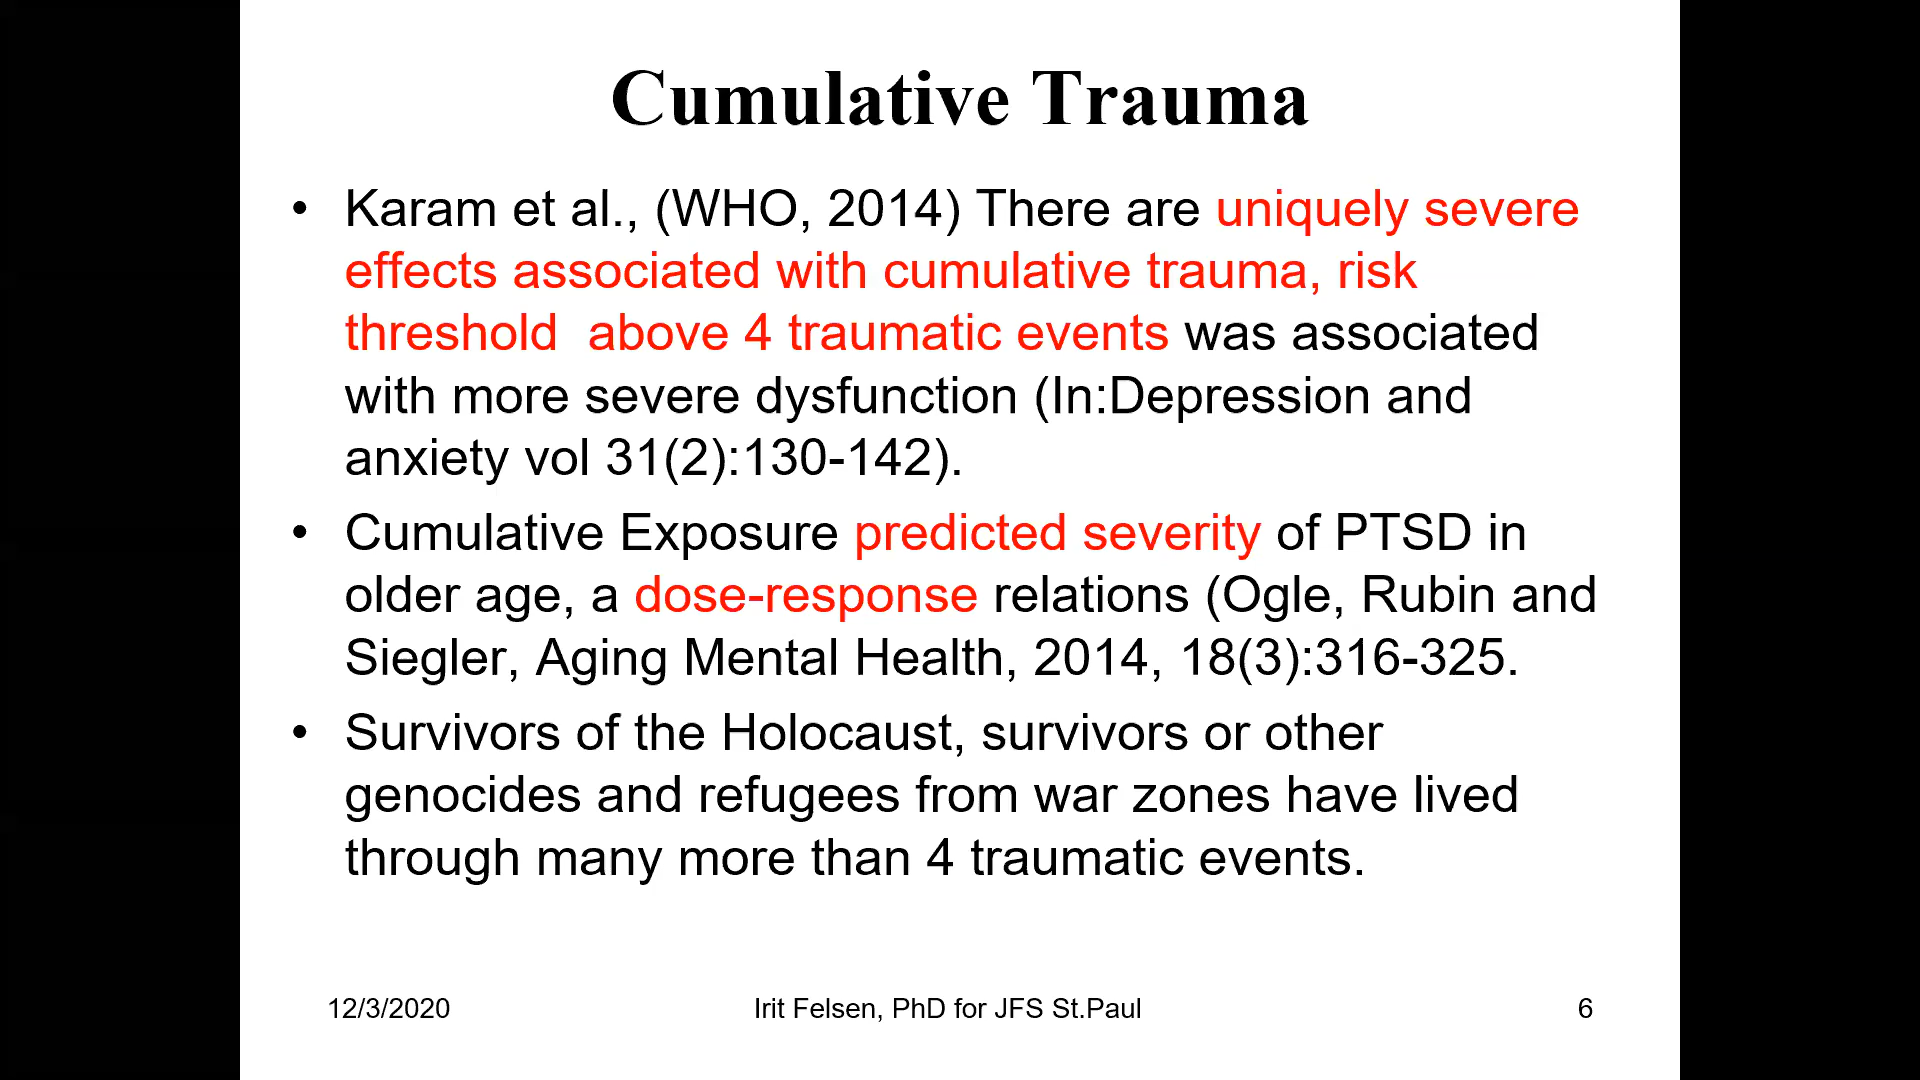 Cumulative Trauma
• Karam et al., (WHO, 2014) There are uniquely severe
effects associated with cumulative trauma, risk
threshold  above 4 traumatic events was associated
with more severe dysfunction (In:Depression and
anxiety vol 31(2):130-142).
• Cumulative Exposure predicted severity of PTSD in
older age, a dose-response relations (Ogle, Rubin and
Siegler, Aging Mental Health, 2014, 18(3):316-325.
• Survivors of the Holocaust, survivors or other
genocides and refugees from war zones have lived
through many more than 4 traumatic events.
12/3/2020 Irit Felsen, PhD for JFS St.Paul 6